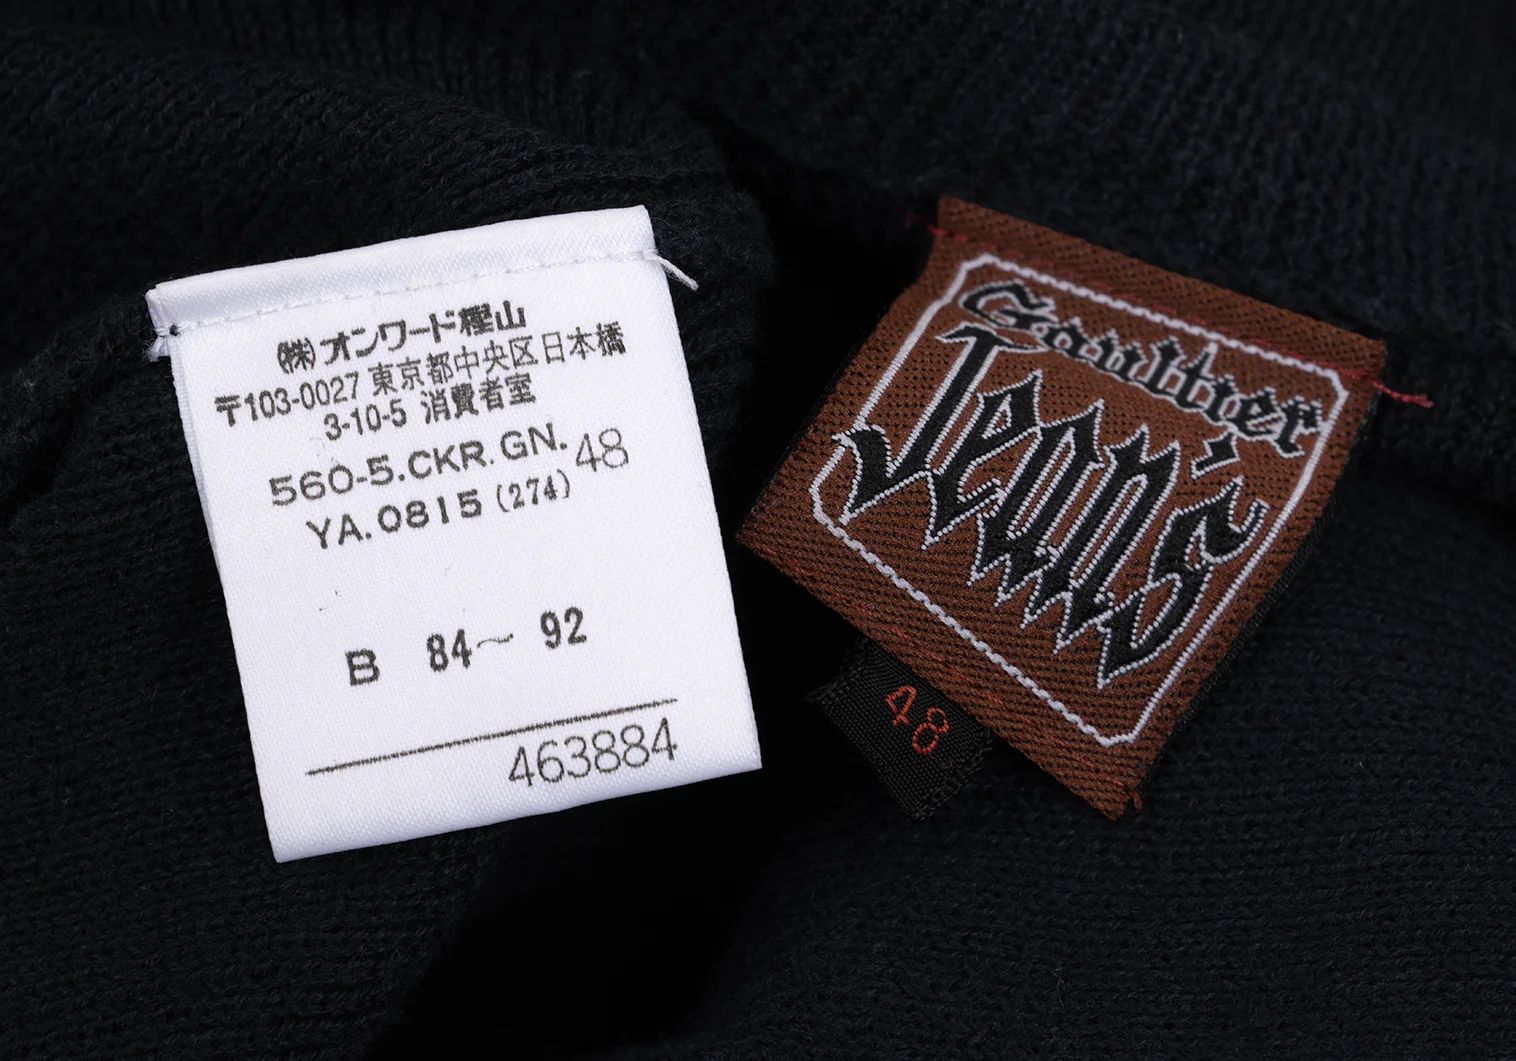 ㈱オンワード樫山
〒103-0027 東京都中央区日本橋
3-10-5 消費者室
560-5.CKR.GN. 48
YA.0815 (274)
B 84～ 92
463884
Gaultier
Jean's
48